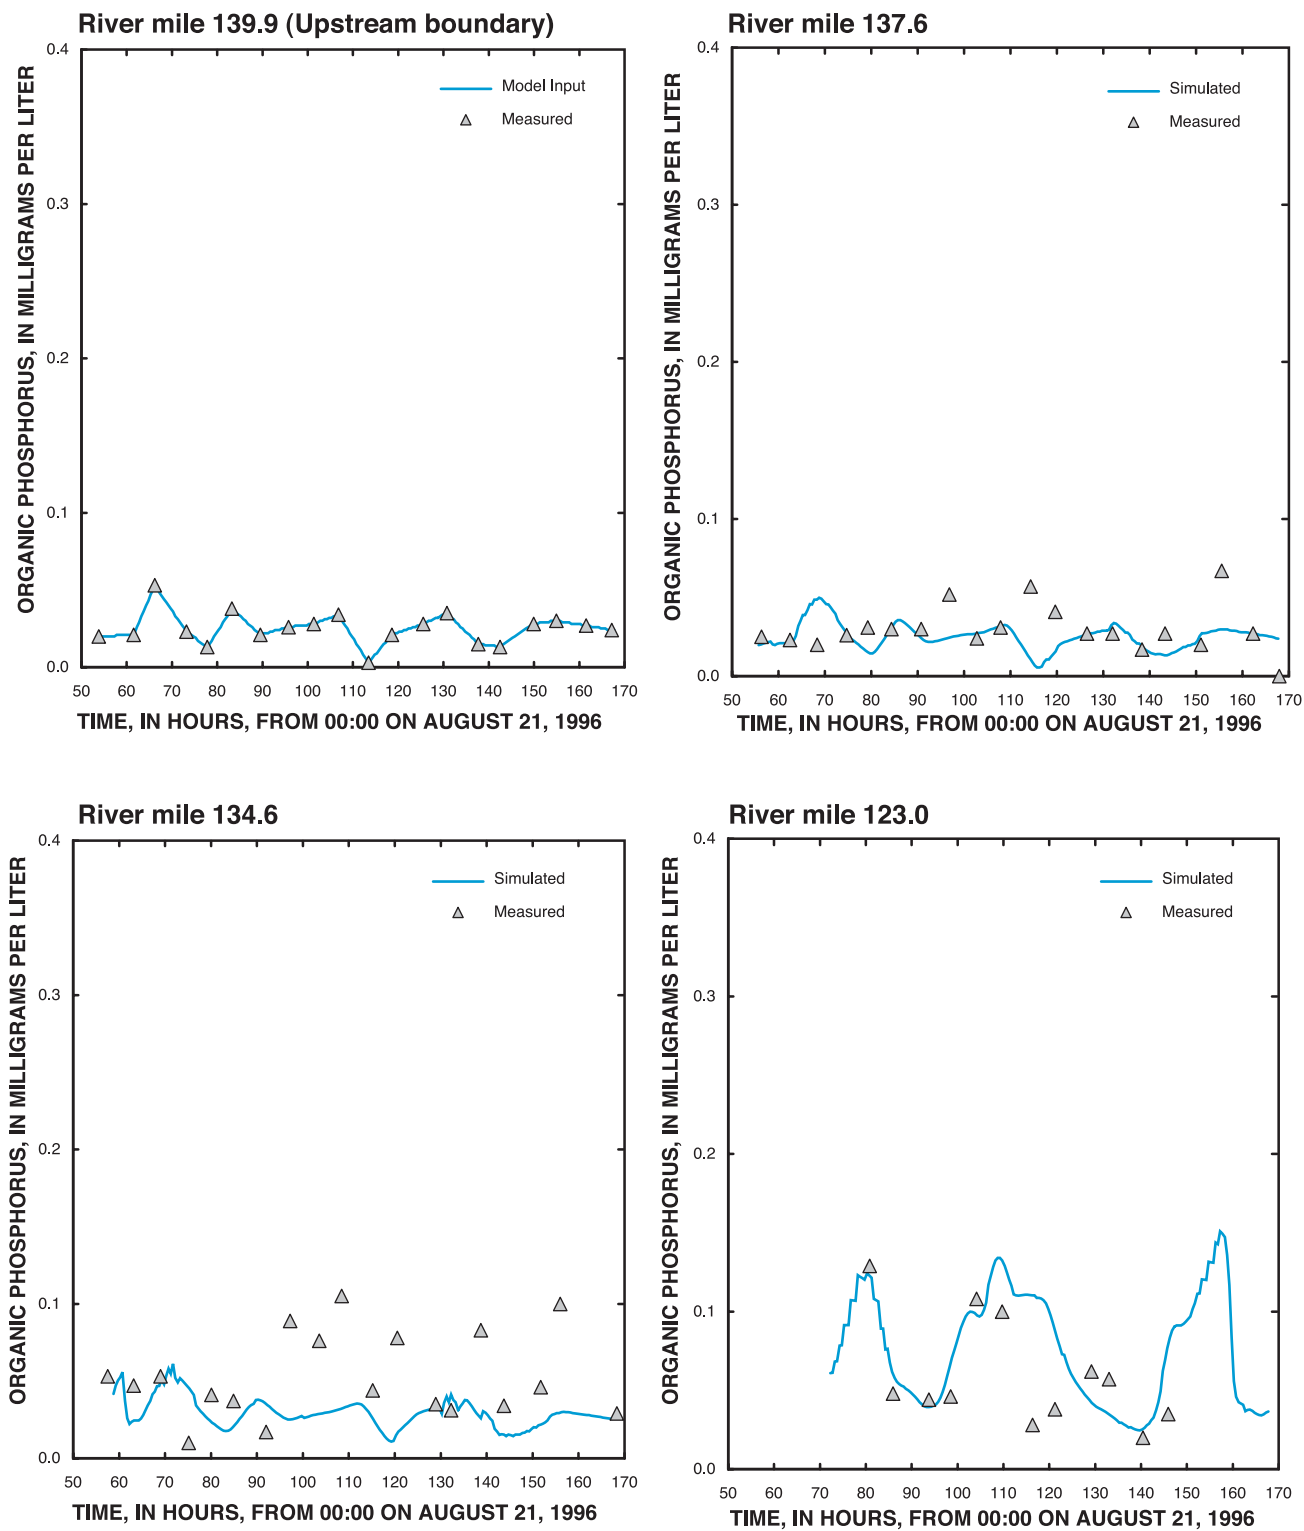 River mile 139.9 (Upstream boundary)
ORGANIC PHOSPHORUS, IN MILLIGRAMS PER LITER
0.4
0.3
0.2
0.1
0.0
Model Input
Measured
50 60 70 80 90 100 110 120 130 140 150 160 170
TIME, IN HOURS, FROM 00:00 ON AUGUST 21, 1996
River mile 137.6
ORGANIC PHOSPHORUS, IN MILLIGRAMS PER LITER
0.4
0.3
0.2
0.1
0.0
Simulated
Measured
50 60 70 80 90 100 110 120 130 140 150 160 170
TIME, IN HOURS, FROM 00:00 ON AUGUST 21, 1996
River mile 134.6
ORGANIC PHOSPHORUS, IN MILLIGRAMS PER LITER
0.4
0.3
0.2
0.1
0.0
Simulated
Measured
50 60 70 80 90 100 110 120 130 140 150 160 170
TIME, IN HOURS, FROM 00:00 ON AUGUST 21, 1996
River mile 123.0
ORGANIC PHOSPHORUS, IN MILLIGRAMS PER LITER
0.4
0.3
0.2
0.1
0.0
Simulated
Measured
50 60 70 80 90 100 110 120 130 140 150 160 170
TIME, IN HOURS, FROM 00:00 ON AUGUST 21, 1996